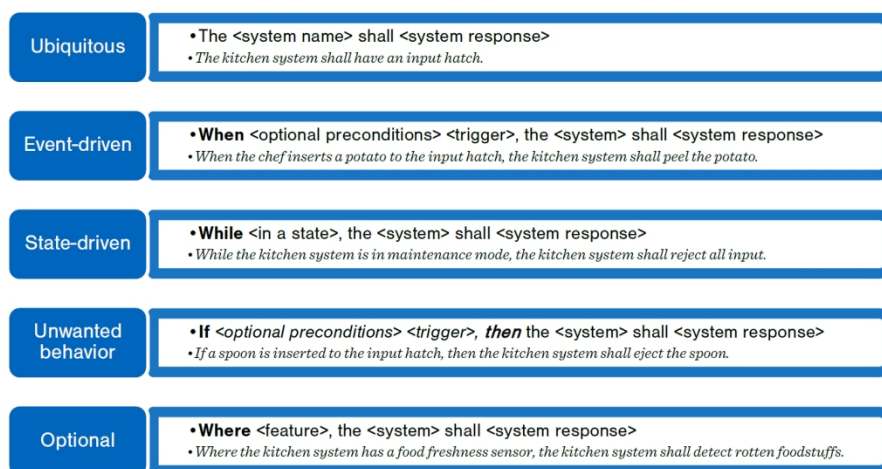 Ubiquitous
• The <system name> shall <system response>
• The kitchen system shall have an input hatch.
Event-driven
• When <optional preconditions> <trigger>, the <system> shall <system response>
• When the chef inserts a potato to the input hatch, the kitchen system shall peel the potato.
State-driven
• While <in a state>, the <system> shall <system response>
• While the kitchen system is in maintenance mode, the kitchen system shall reject all input.
Unwanted
behavior
• If <optional preconditions> <trigger>, then the <system> shall <system response>
• If a spoon is inserted to the input hatch, then the kitchen system shall eject the spoon.
Optional
• Where <feature>, the <system> shall <system response>
• Where the kitchen system has a food freshness sensor, the kitchen system shall detect rotten foodstuffs.